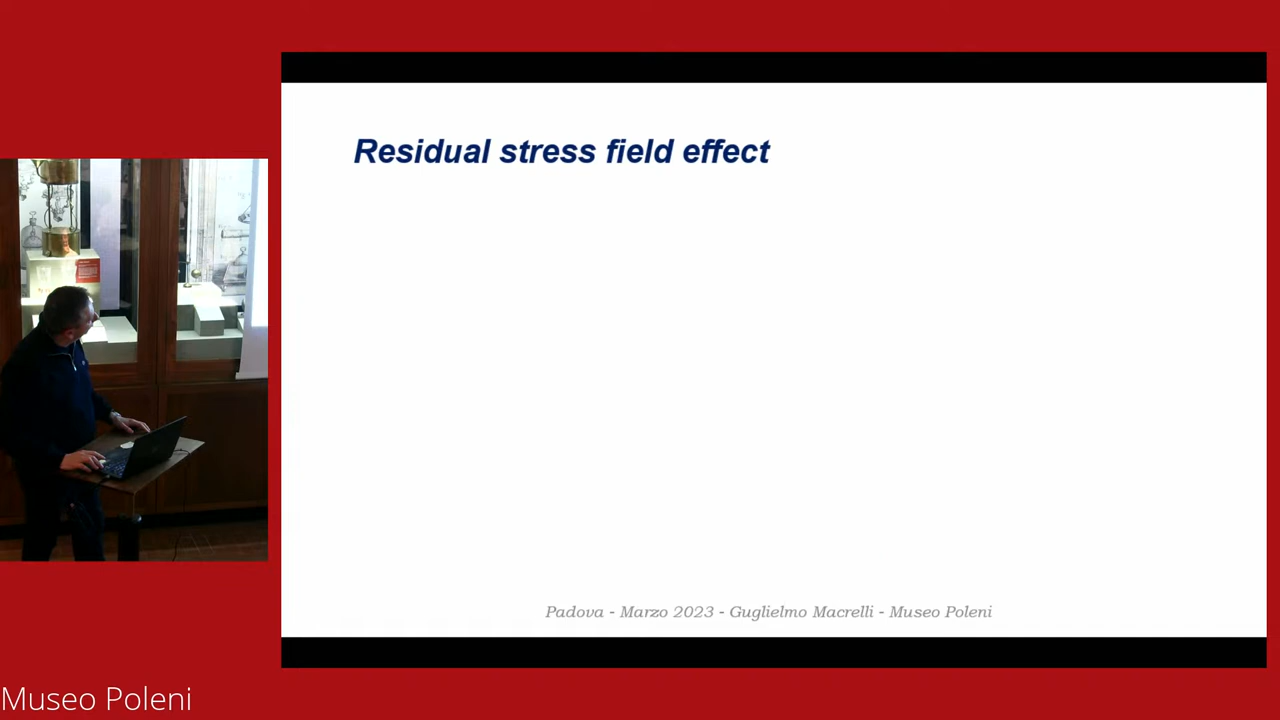 Residual stress field effect
Padova - Marzo 2023 - Guglielmo Macrelli - Museo Poleni
Museo Poleni